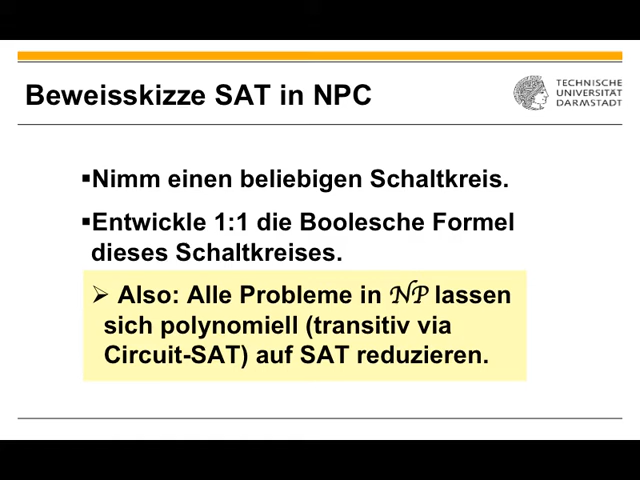 Beweisskizze SAT in NPC
TECHNISCHE
UNIVERSITÄT
DARMSTADT
▪Nimm einen beliebigen Schaltkreis.
▪Entwickle 1:1 die Boolesche Formel
dieses Schaltkreises.
➢ Also: Alle Probleme in 𝒩𝒫 lassen
sich polynomiell (transitiv via
Circuit-SAT) auf SAT reduzieren.